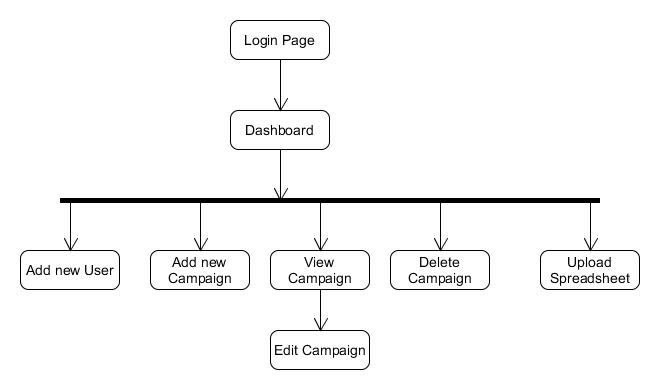 Login Page
Dashboard
Add new User
Add new
Campaign
View
Campaign
Delete
Campaign
Upload
Spreadsheet
Edit Campaign